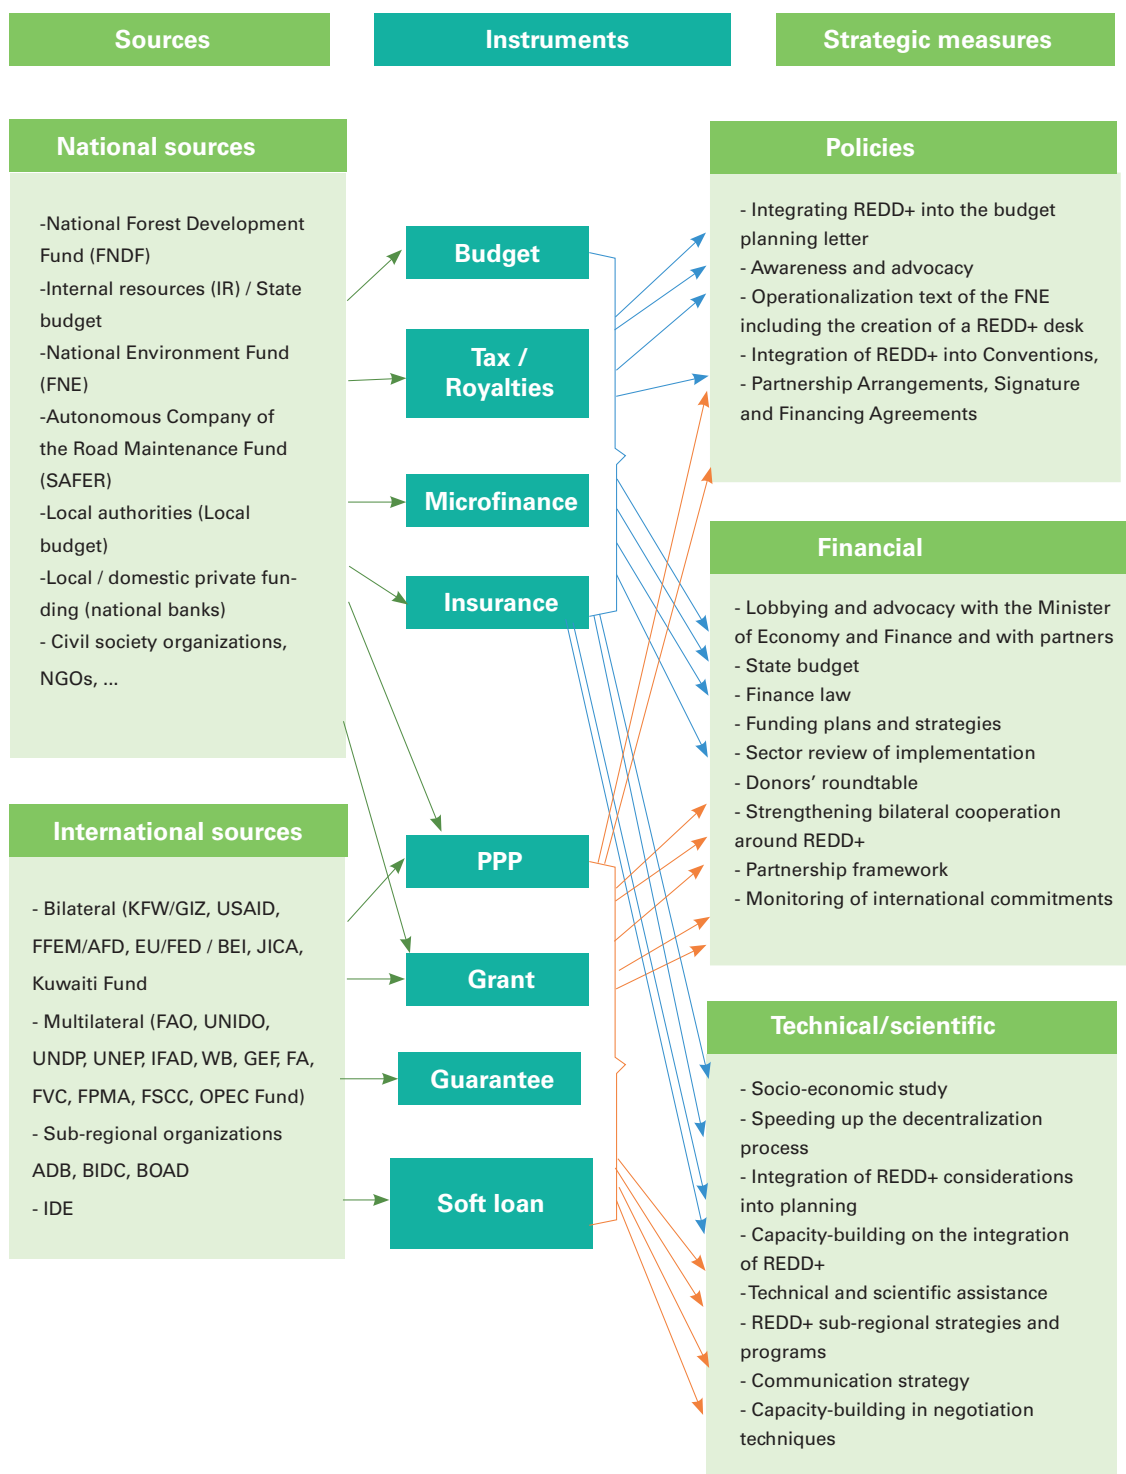 Sources
Instruments
Strategic measures
National sources
-National Forest Development
Fund (FNDF)
-Internal resources (IR) / State
budget
-National Environment Fund
(FNE)
-Autonomous Company of
the Road Maintenance Fund
(SAFER)
-Local authorities (Local
budget)
-Local / domestic private fun-
ding (national banks)
- Civil society organizations,
NGOs, ...
International sources
- Bilateral (KFW/GIZ, USAID,
FFEM/AFD, EU/FED / BEI, JICA,
Kuwaiti Fund
- Multilateral (FAO, UNIDO,
UNDP, UNEP, IFAD, WB, GEF, FA,
FVC, FPMA, FSCC, OPEC Fund)
- Sub-regional organizations
ADB, BIDC, BOAD
- IDE
Budget
Tax /
Royalties
Microfinance
Insurance
PPP
Grant
Guarantee
Soft loan
Policies
- Integrating REDD+ into the budget
planning letter
- Awareness and advocacy
- Operationalization text of the FNE
including the creation of a REDD+ desk
- Integration of REDD+ into Conventions,
- Partnership Arrangements, Signature
and Financing Agreements
Financial
- Lobbying and advocacy with the Minister
of Economy and Finance and with partners
- State budget
- Finance law
- Funding plans and strategies
- Sector review of implementation
- Donors' roundtable
- Strengthening bilateral cooperation
around REDD+
- Partnership framework
- Monitoring of international commitments
Technical/scientific
- Socio-economic study
- Speeding up the decentralization
process
- Integration of REDD+ considerations
into planning
- Capacity-building on the integration
of REDD+
- Technical and scientific assistance
- REDD+ sub-regional strategies and
programs
- Communication strategy
- Capacity-building in negotiation
techniques